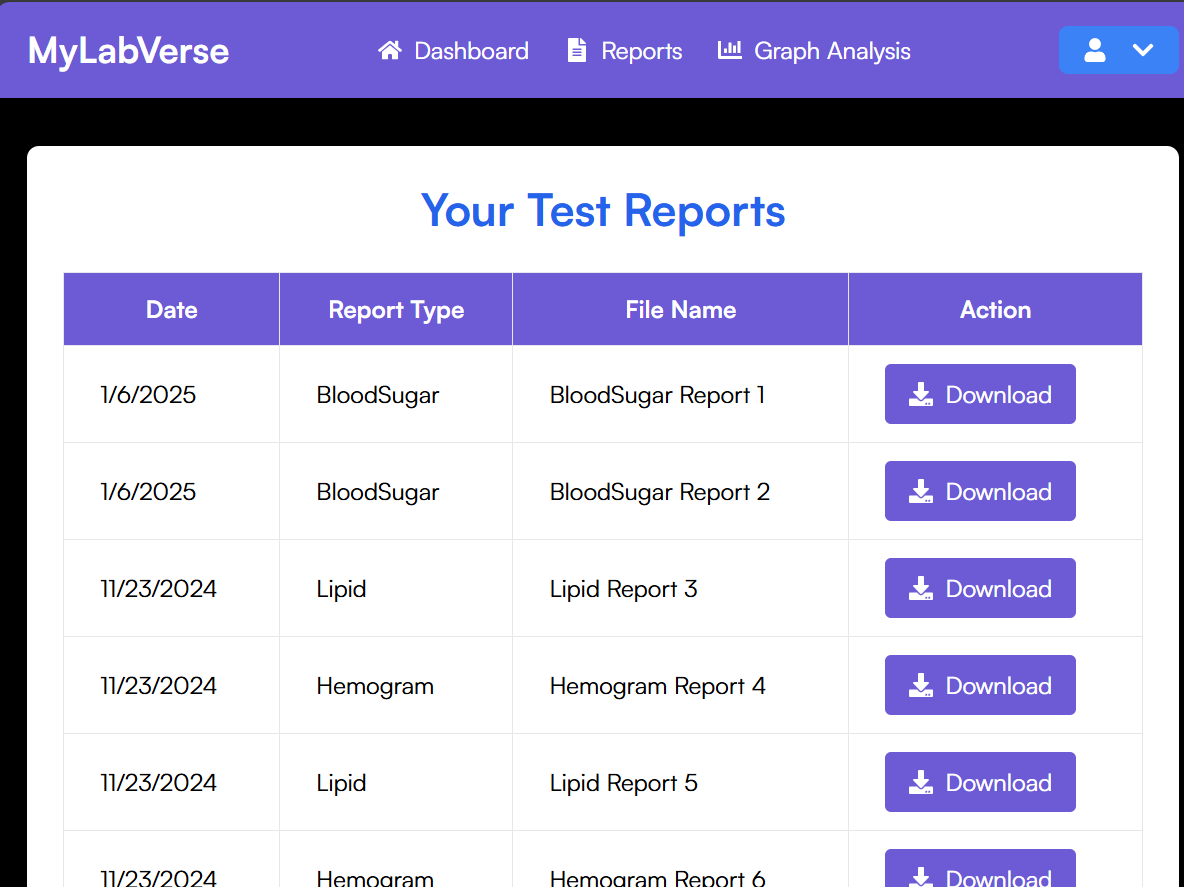 MyLabVerse Dashboard Reports Graph Analysis
Your Test Reports
Date Report Type File Name Action
1/6/2025 BloodSugar BloodSugar Report 1 Download
1/6/2025 BloodSugar BloodSugar Report 2 Download
11/23/2024 Lipid Lipid Report 3 Download
11/23/2024 Hemogram Hemogram Report 4 Download
11/23/2024 Lipid Lipid Report 5 Download
11/23/2024 Hemogram Hemogram Report 6 Download